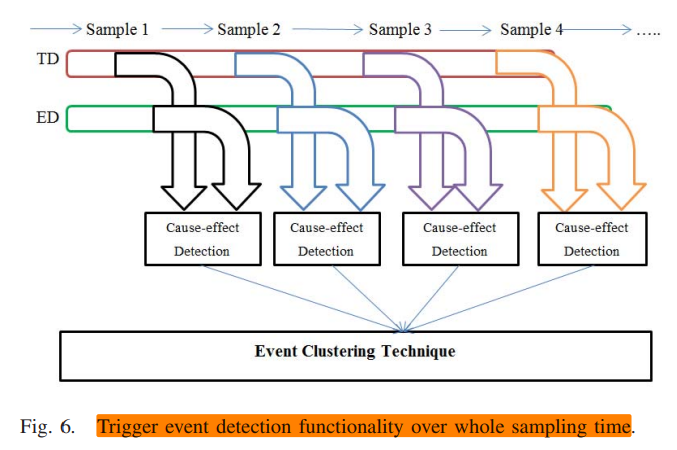 Sample 1 Sample 2 Sample 3 Sample 4 .....
TD
ED
Cause-effect Cause-effect Cause-effect Cause-effect
Detection Detection Detection Detection
Event Clustering Technique
Fig. 6. Trigger event detection functionality over whole sampling time.